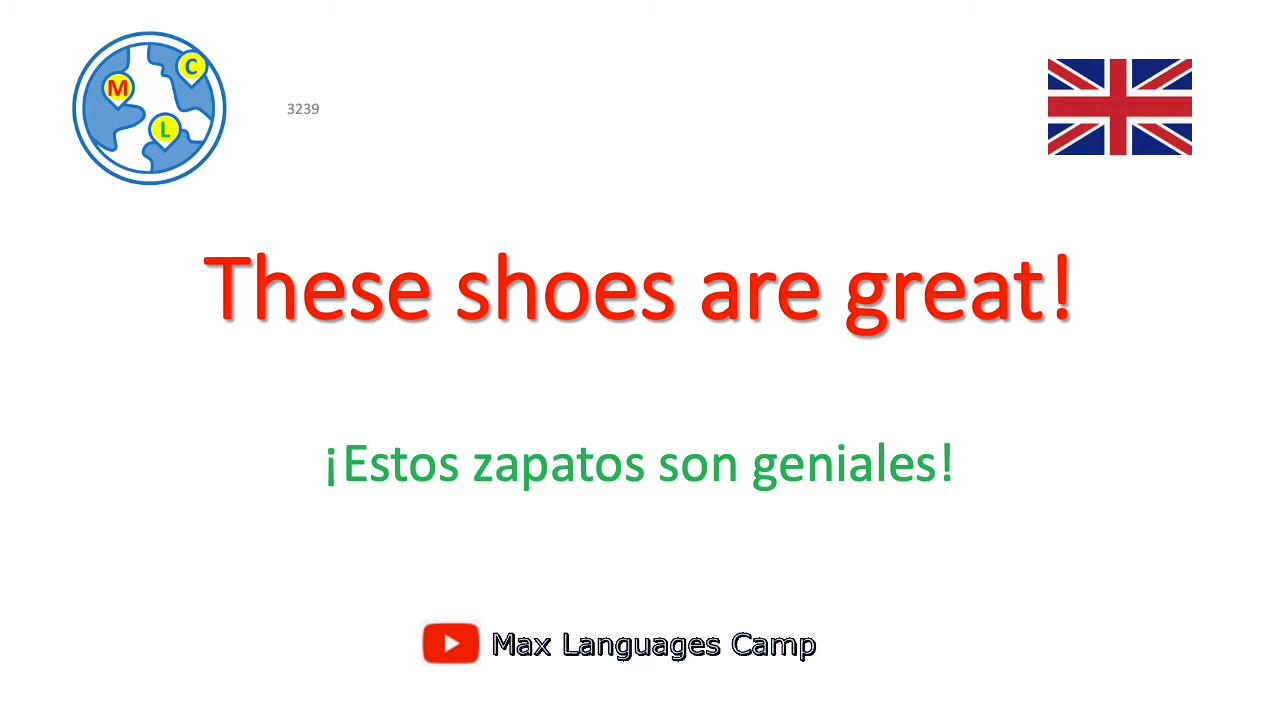 M
C
L
3239
These shoes are great!
¡Estos zapatos son geniales!
Max Languages Camp